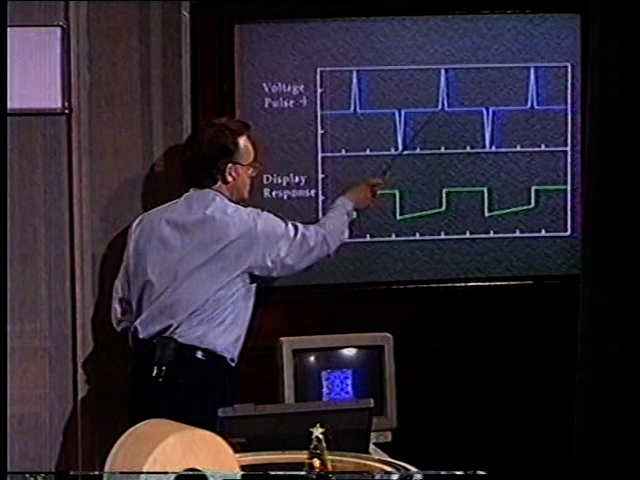 Voltage
Pulse +
Display
Response